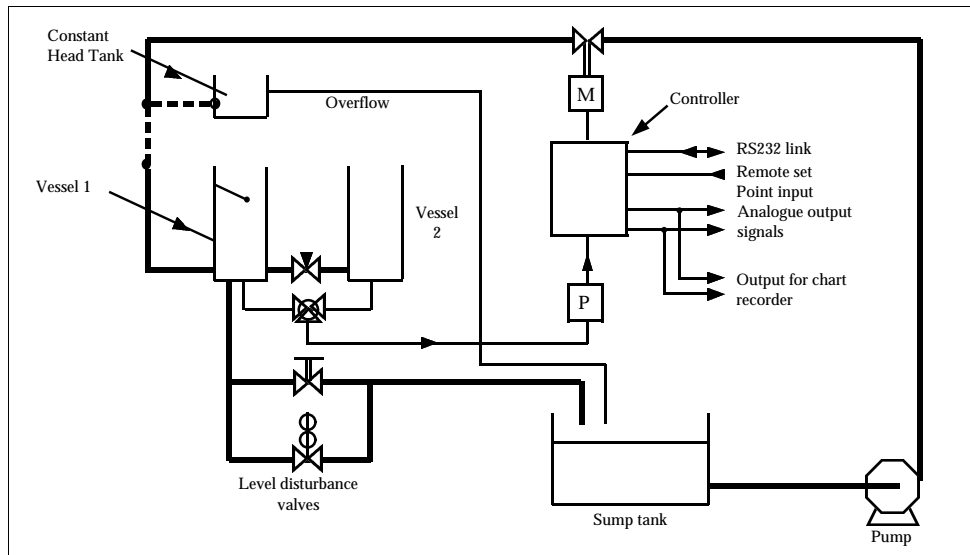 Constant
Head Tank
Overflow
M
Controller
RS232 link
Remote set
Point input
Analogue output
signals
Vessel 1
Vessel
2
Output for chart
recorder
P
Level disturbance
valves
Sump tank
Pump